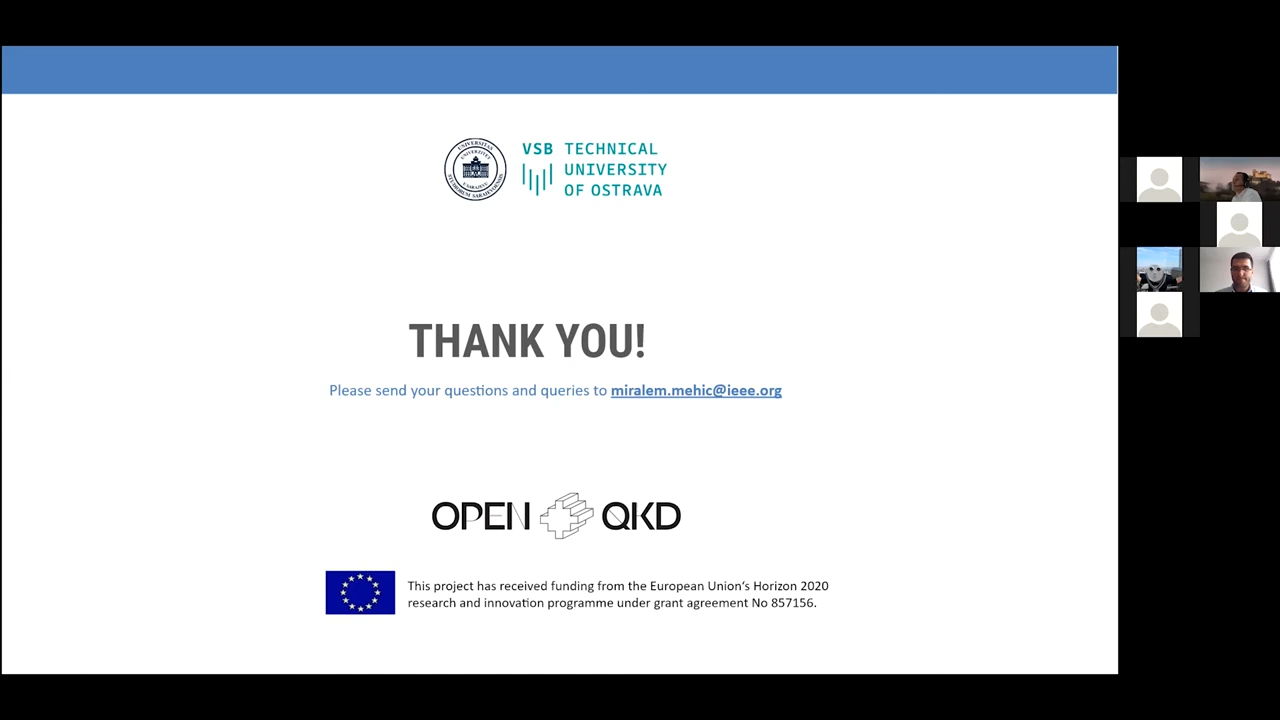 UNIVERSITAS
VSB TECHNICAL
UNIVERSITY
OF OSTRAVA
THANK YOU!
Please send your questions and queries to miralem.mehic@ieee.org
OPEN QKD
This project has received funding from the European Union's Horizon 2020
research and innovation programme under grant agreement No 857156.